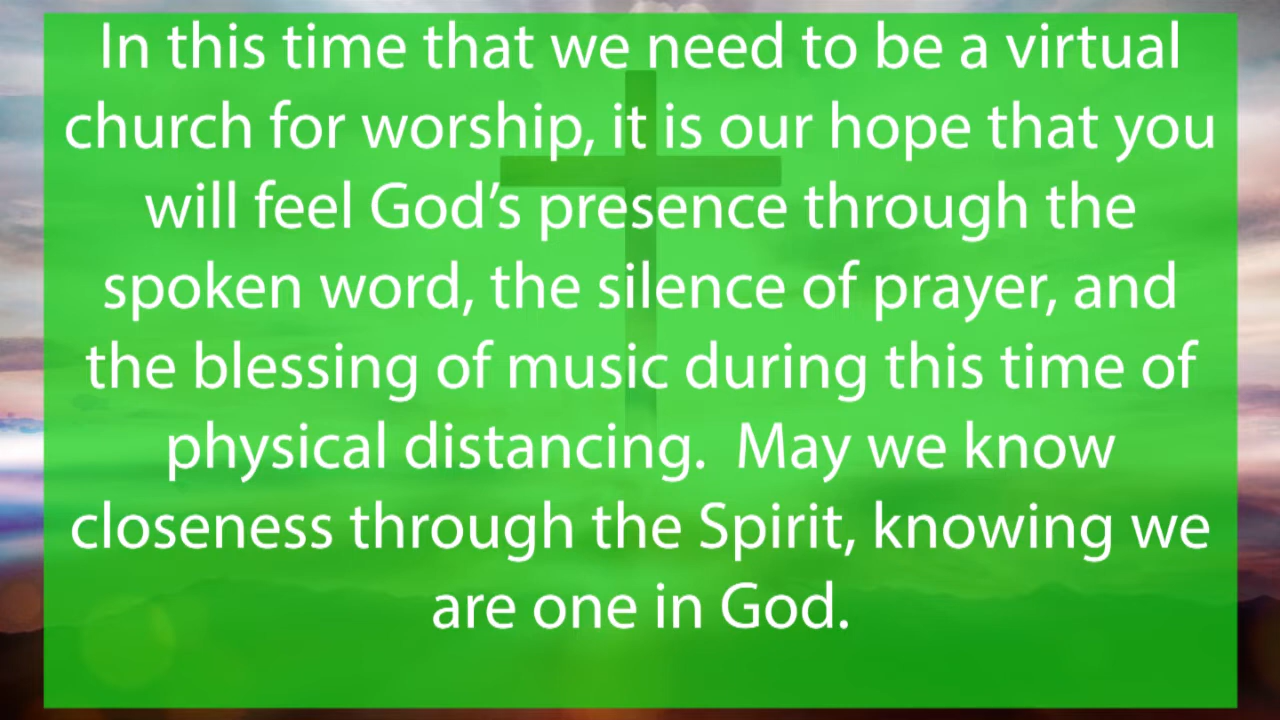 In this time that we need to be a virtual
church for worship, it is our hope that you
will feel God’s presence through the
spoken word, the silence of prayer, and
the blessing of music during this time of
physical distancing.  May we know
closeness through the Spirit, knowing we
are one in God.